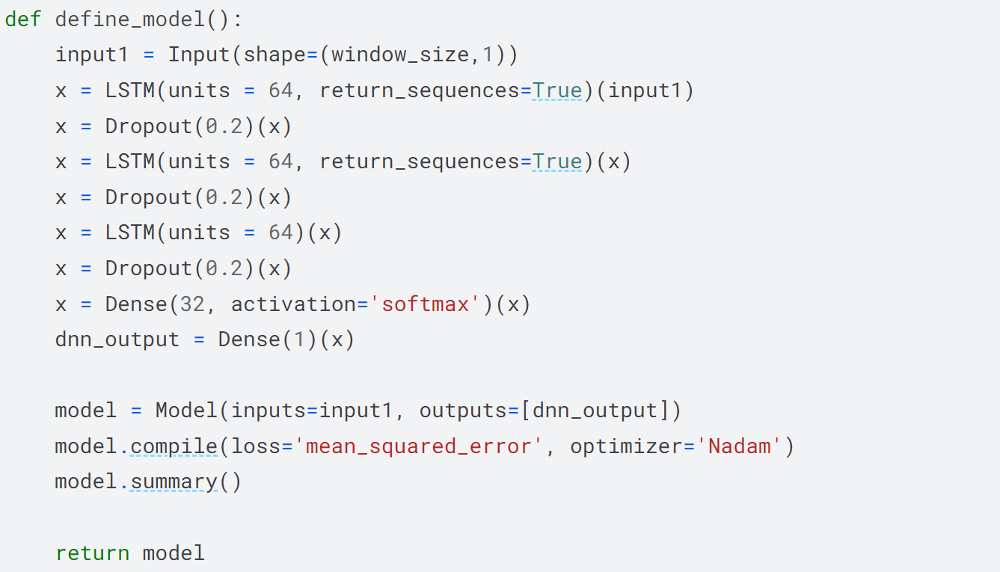 def define_model():
    input1 = Input(shape=(window_size,1))
    x = LSTM(units = 64, return_sequences=True)(input1)
    x = Dropout(0.2)(x)
    x = LSTM(units = 64, return_sequences=True)(x)
    x = Dropout(0.2)(x)
    x = LSTM(units = 64)(x)
    x = Dropout(0.2)(x)
    x = Dense(32, activation='softmax')(x)
    dnn_output = Dense(1)(x)

    model = Model(inputs=input1, outputs=[dnn_output])
    model.compile(loss='mean_squared_error', optimizer='Nadam')
    model.summary()

    return model